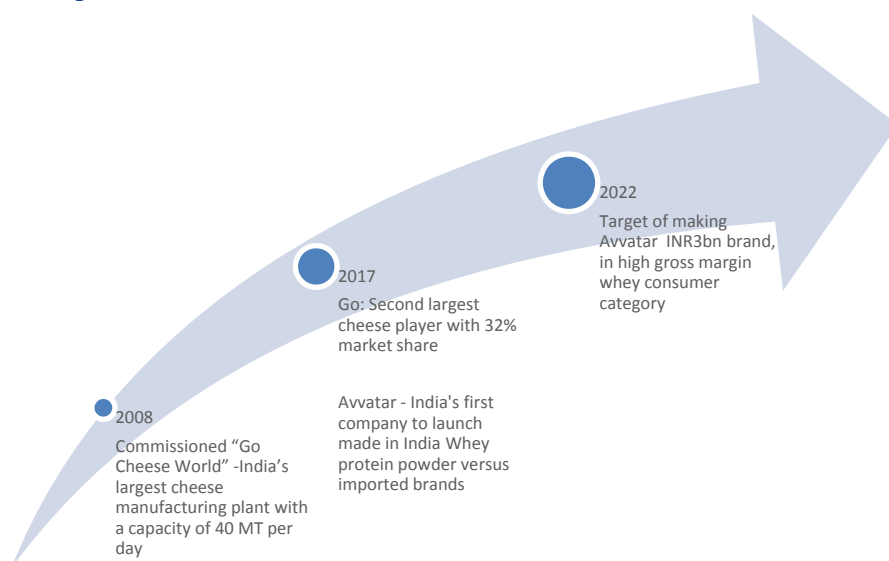 2008
Commissioned “Go
Cheese World” -India’s
largest cheese
manufacturing plant with
a capacity of 40 MT per
day
2017
Go: Second largest
cheese player with 32%
market share
Avvatar - India's first
company to launch
made in India Whey
protein powder versus
imported brands
2022
Target of making
Avvatar  INR3bn brand,
in high gross margin
whey consumer
category